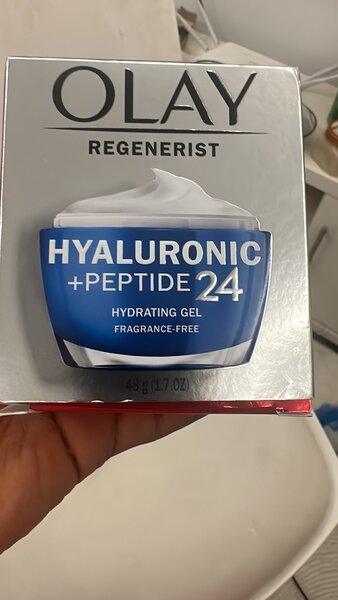 OLAY
REGENERIST
HYALURONIC
+PEPTIDE 24
HYDRATING GEL
FRAGRANCE-FREE
48 g (1.7 OZ)